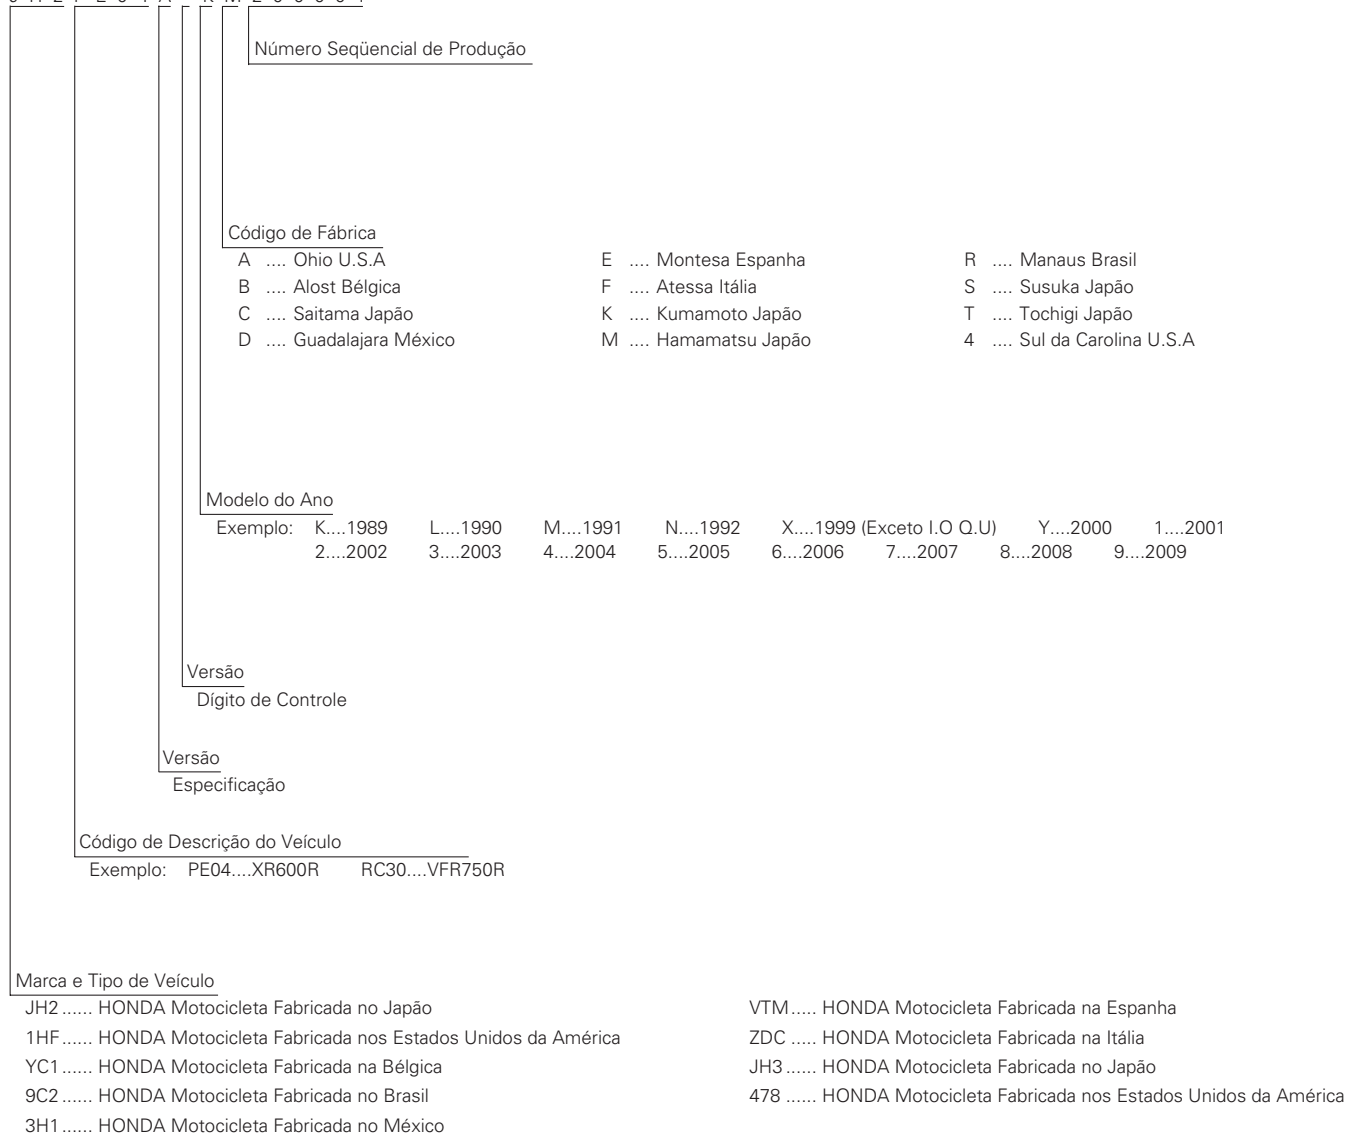 Número Seqüencial de Produção
Código de Fábrica
A .... Ohio U.S.A E .... Montesa Espanha R .... Manaus Brasil
B .... Alost Bélgica F .... Atessa Itália S .... Susuka Japão
C .... Saitama Japão K .... Kumamoto Japão T .... Tochigi Japão
D .... Guadalajara México M .... Hamamatsu Japão 4 .... Sul da Carolina U.S.A
Modelo do Ano
Exemplo: K....1989 L....1990 M....1991 N....1992 X....1999 (Exceto I.O Q.U) Y....2000 1....2001
2....2002 3....2003 4....2004 5....2005 6....2006 7....2007 8....2008 9....2009
Versão
Dígito de Controle
Versão
Especificação
Código de Descrição do Veículo
Exemplo: PE04....XR600R RC30....VFR750R
Marca e Tipo de Veículo
JH2 ...... HONDA Motocicleta Fabricada no Japão VTM ..... HONDA Motocicleta Fabricada na Espanha
1HF ...... HONDA Motocicleta Fabricada nos Estados Unidos da América ZDC ..... HONDA Motocicleta Fabricada na Itália
YC1 ...... HONDA Motocicleta Fabricada na Bélgica JH3 ...... HONDA Motocicleta Fabricada no Japão
9C2 ...... HONDA Motocicleta Fabricada no Brasil 478 ...... HONDA Motocicleta Fabricada nos Estados Unidos da América
3H1 ...... HONDA Motocicleta Fabricada no México